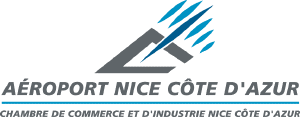 AÉROPORT NICE CÔTE D'AZUR
CHAMBRE DE COMMERCE ET D'INDUSTRIE NICE CÔTE D'AZUR